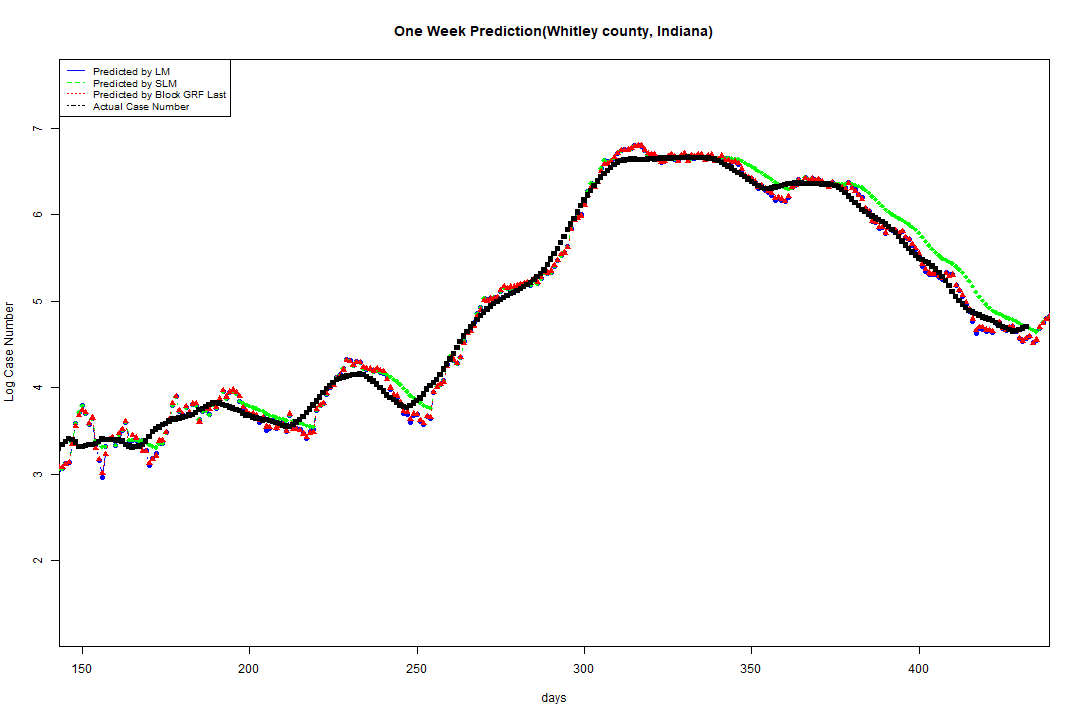 One Week Prediction(Whitley county, Indiana)
Predicted by LM
Predicted by SLM
Predicted by Block GRF Last
Actual Case Number
Log Case Number
7
6
5
4
3
2
150 200 250 300 350 400
days